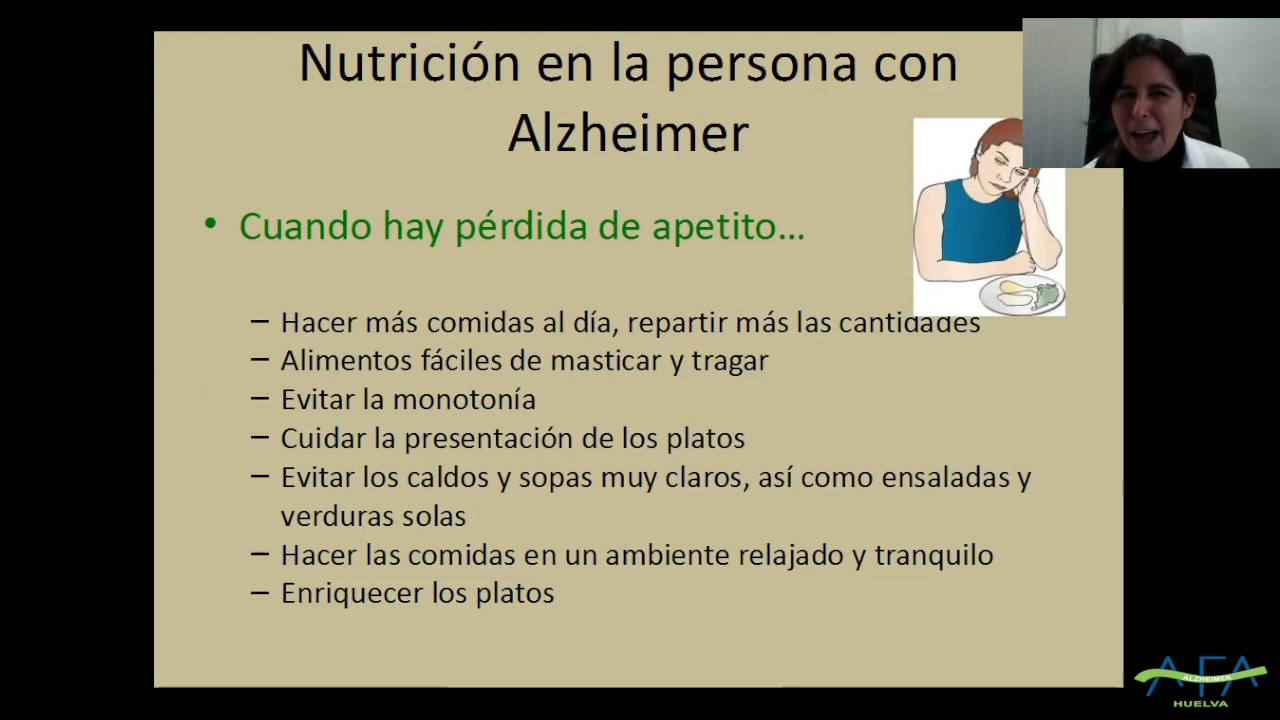 Nutrición en la persona con
Alzheimer
• Cuando hay pérdida de apetito...
– Hacer más comidas al día, repartir más las cantidades
– Alimentos fáciles de masticar y tragar
– Evitar la monotonía
– Cuidar la presentación de los platos
– Evitar los caldos y sopas muy claros, así como ensaladas y
verduras solas
– Hacer las comidas en un ambiente relajado y tranquilo
– Enriquecer los platos
AFA
ALZHEIMER
HUELVA